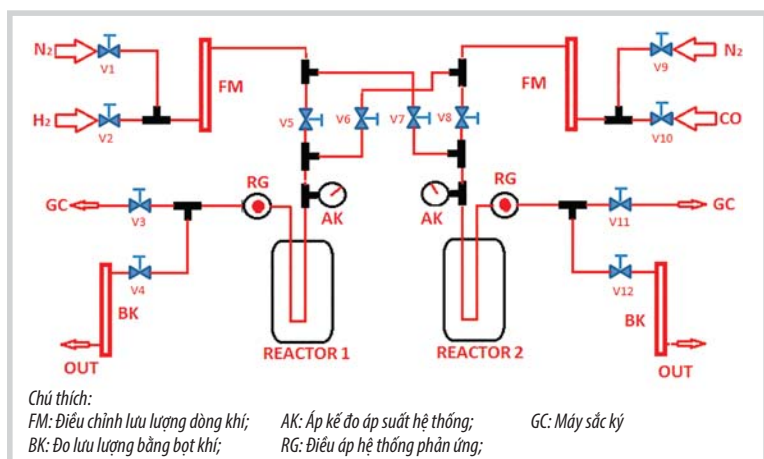 N₂ V1 V9 N₂
FM FM
H₂ V2 V5 V6 V7 V8 V10 CO
RG RG
GC V3 AK AK V11 GC
V4 V12
BK BK
OUT REACTOR 1 REACTOR 2 OUT
Chú thích:
FM: Điều chỉnh lưu lượng dòng khí; AK: Áp kế đo áp suất hệ thống; GC: Máy sắc ký
BK: Đo lưu lượng bằng bọt khí; RG: Điều áp hệ thống phản ứng;